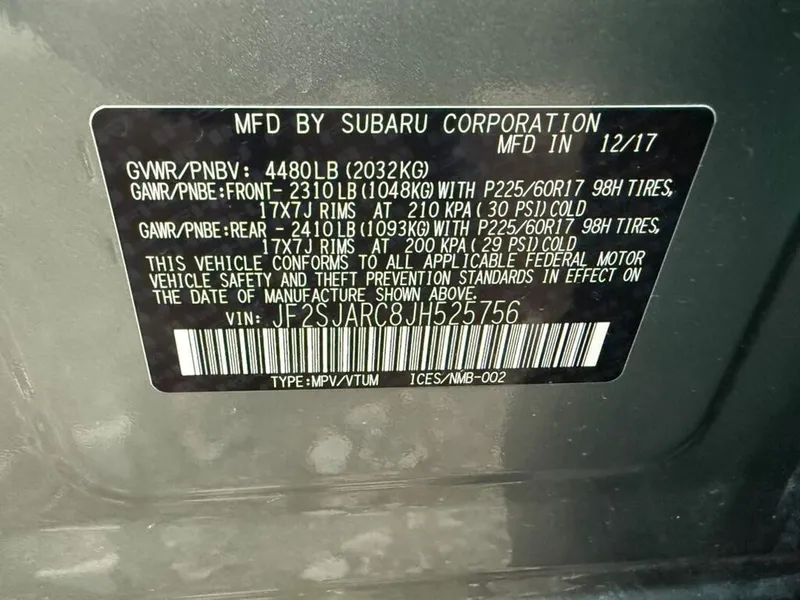 MFD BY SUBARU CORPORATION
MFD IN 12/17
GVWR/PNBV: 4480LB (2032KG)
GAWR/PNBE:FRONT- 2310LB (1048KG) WITH P225/60R17 98H TIRES,
17X7J RIMS AT 210 KPA ( 30 PSI) COLD
GAWR/PNBE:REAR - 2410LB (1093KG) WITH P225/60R17 98H TIRES,
17X7J RIMS AT 200 KPA ( 29 PSI) COLD
THIS VEHICLE CONFORMS TO ALL APPLICABLE FEDERAL MOTOR
VEHICLE SAFETY AND THEFT PREVENTION STANDARDS IN EFFECT ON
THE DATE OF MANUFACTURE SHOWN ABOVE.
VIN: JF2SJARC8JH525756
TYPE:MPV/VTUM ICES/NMB-002